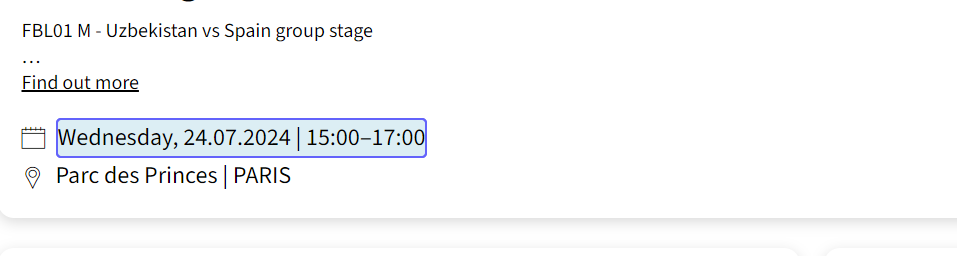 FBL01 M - Uzbekistan vs Spain group stage
...
Find out more
Wednesday, 24.07.2024 | 15:00–17:00
Parc des Princes | PARIS